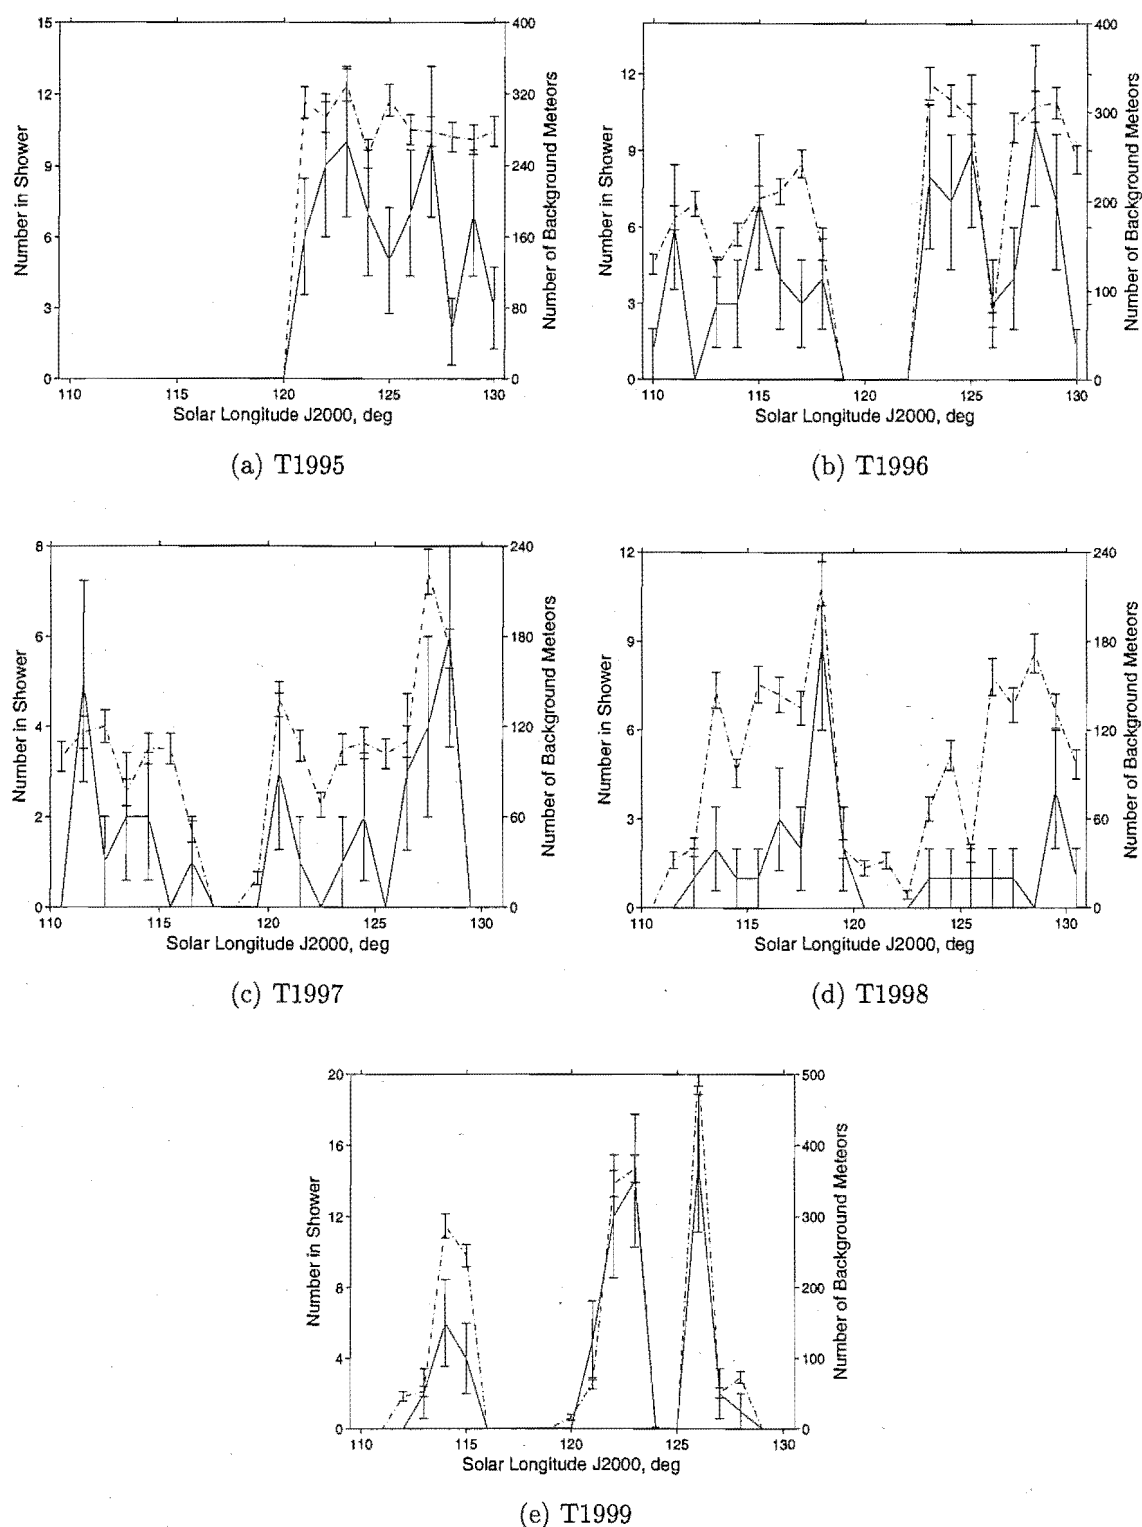 15 400
12 320
9 240
6 160
3 80
0 0
110 115 120 125 130
Number in Shower
Number of Background Meteors
Solar Longitude J2000, deg
(a) T1995
400
12
300
9
200
6
3 100
0 0
110 115 120 125 130
Number in Shower
Number of Background Meteors
Solar Longitude J2000, deg
(b) T1996
8 240
6 180
4 120
2 60
0 0
110 115 120 125 130
Number in Shower
Number of Background Meteors
Solar Longitude J2000, deg
(c) T1997
12 240
9 180
6 120
3 60
0 0
110 115 120 125 130
Number in Shower
Number of Background Meteors
Solar Longitude J2000, deg
(d) T1998
20 500
16 400
12 300
8 200
4 100
0 0
110 115 120 125 130
Number in Shower
Number of Background Meteors
Solar Longitude J2000, deg
(e) T1999